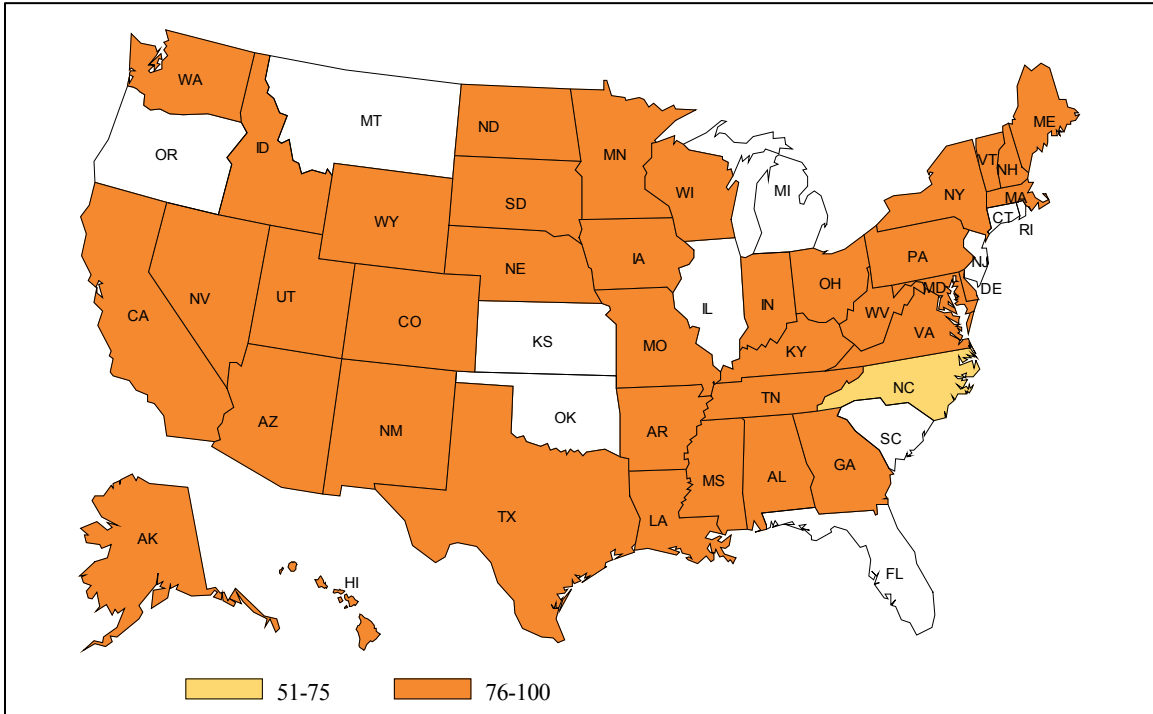 WA
MT
ND
MN
ME
OR
ID
WI
VT
NH
MI
NY
MA
SD
WY
CT
RI
PA
NE
IA
NJ
NV
UT
OH
DE
MD
CA
CO
IL
IN
WV
VA
KS
MO
KY
NC
TN
AZ
NM
OK
AR
SC
GA
MS
AL
TX
LA
AK
FL
HI
51-75 76-100